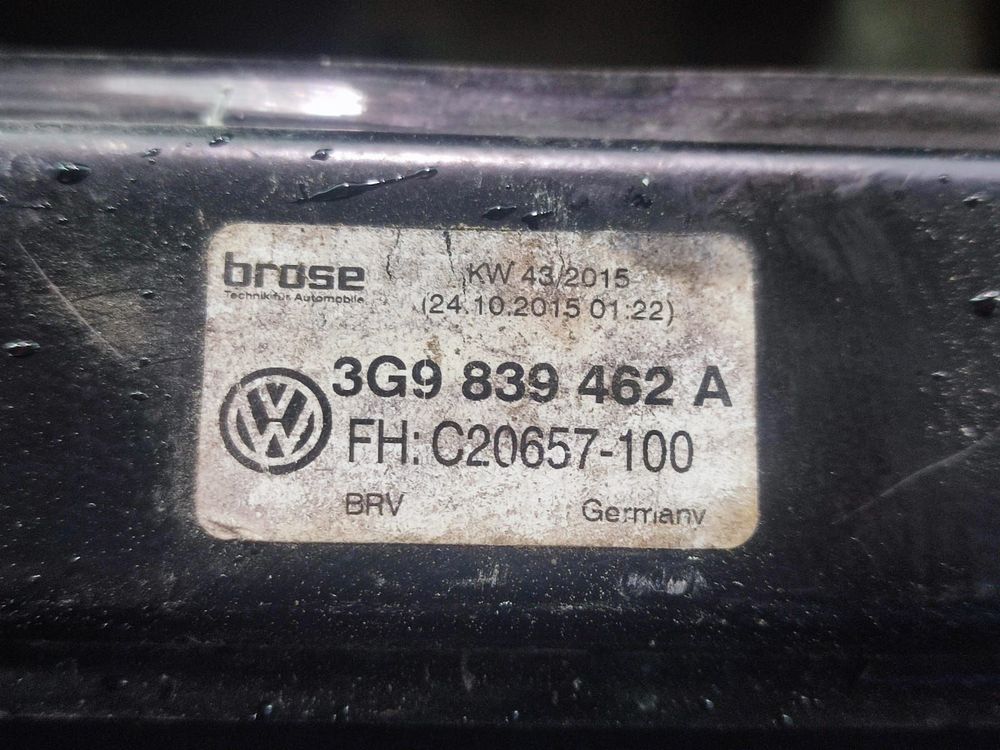 brose
Technik für Automobile
KW 43/2015
(24.10.2015 01:22)
3G9 839 462 A
FH: C20657-100
BRV
Germany